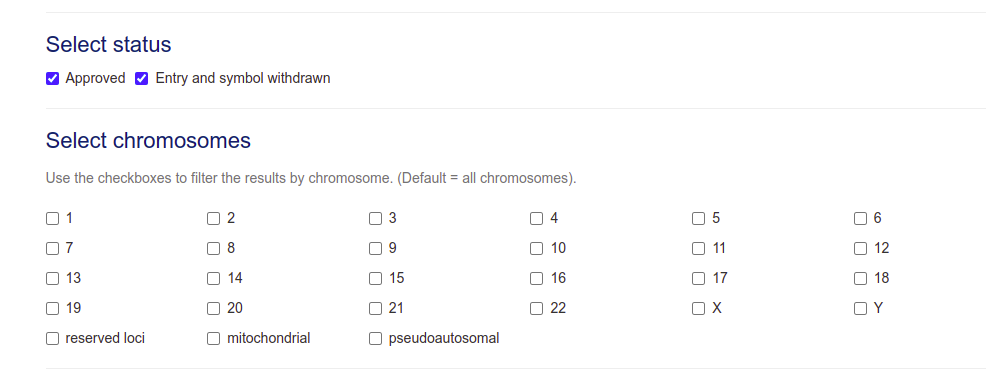 Select status
Approved Entry and symbol withdrawn
Select chromosomes
Use the checkboxes to filter the results by chromosome. (Default = all chromosomes).
1 2 3 4 5 6
7 8 9 10 11 12
13 14 15 16 17 18
19 20 21 22 X Y
reserved loci mitochondrial pseudoautosomal